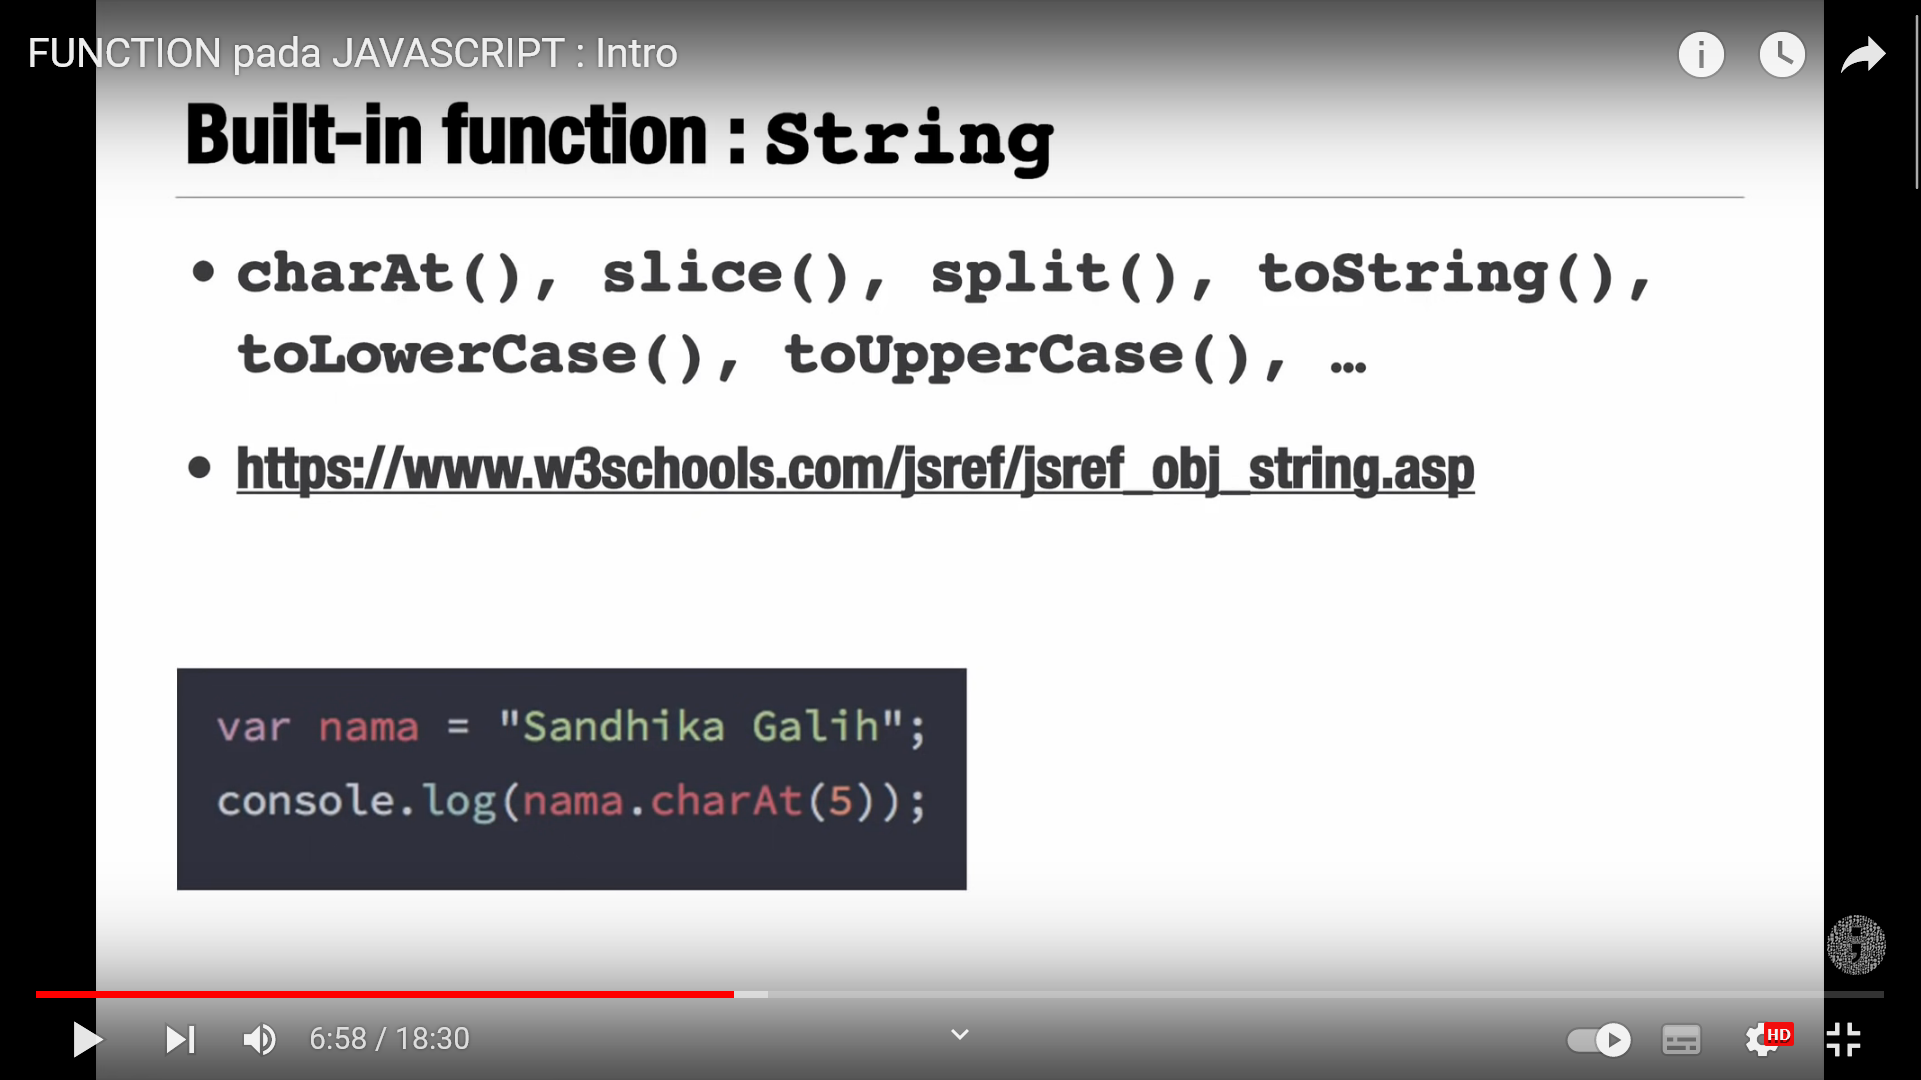 FUNCTION pada JAVASCRIPT : Intro
Built-in function : String
• charAt(), slice(), split(), toString(),
toLowerCase(), toUpperCase(), …
• https://www.w3schools.com/jsref/jsref_obj_string.asp
var nama = "Sandhika Galih";
console.log(nama.charAt(5));
6:58 / 18:30
HD